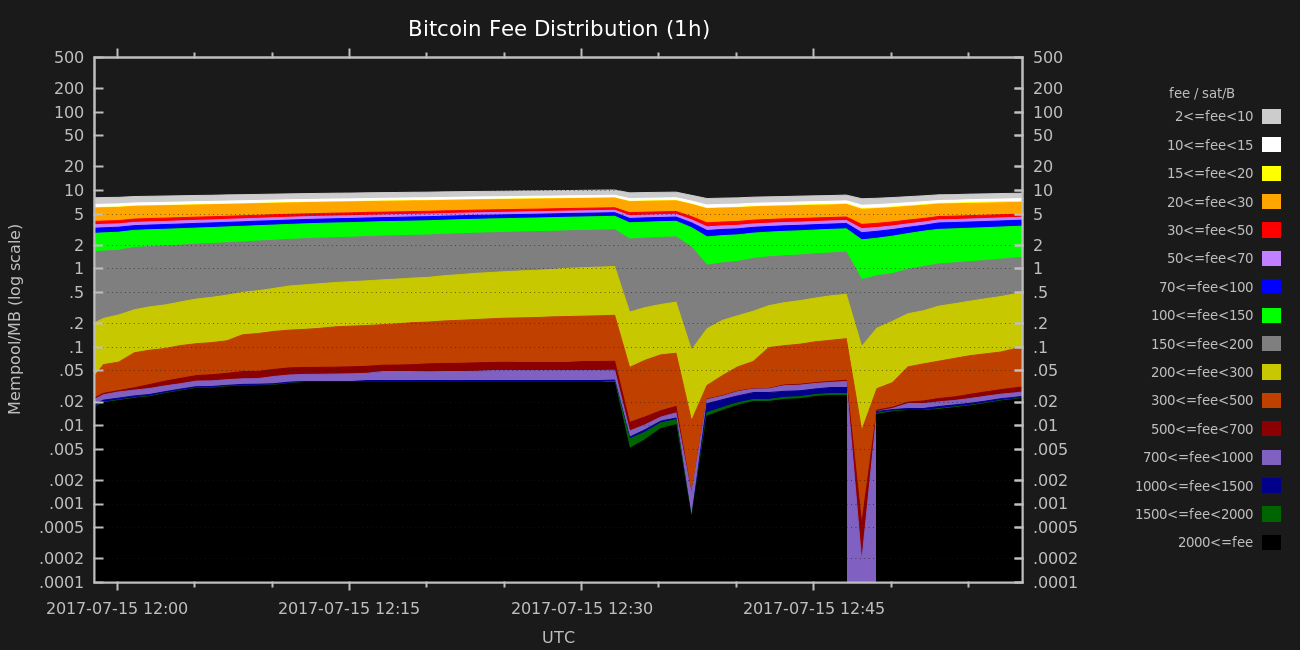 Bitcoin Fee Distribution (1h)
500 500
200 200
100 100
50 50
20 20
10 10
5 5
2 2
1 1
.5 .5
.2 .2
.1 .1
.05 .05
.02 .02
.01 .01
.005 .005
.002 .002
.001 .001
.0005 .0005
.0002 .0002
.0001 .0001
Mempool/MB (log scale)
2017-07-15 12:00 2017-07-15 12:15 2017-07-15 12:30 2017-07-15 12:45
UTC
fee / sat/B
2<=fee<10
10<=fee<15
15<=fee<20
20<=fee<30
30<=fee<50
50<=fee<70
70<=fee<100
100<=fee<150
150<=fee<200
200<=fee<300
300<=fee<500
500<=fee<700
700<=fee<1000
1000<=fee<1500
1500<=fee<2000
2000<=fee